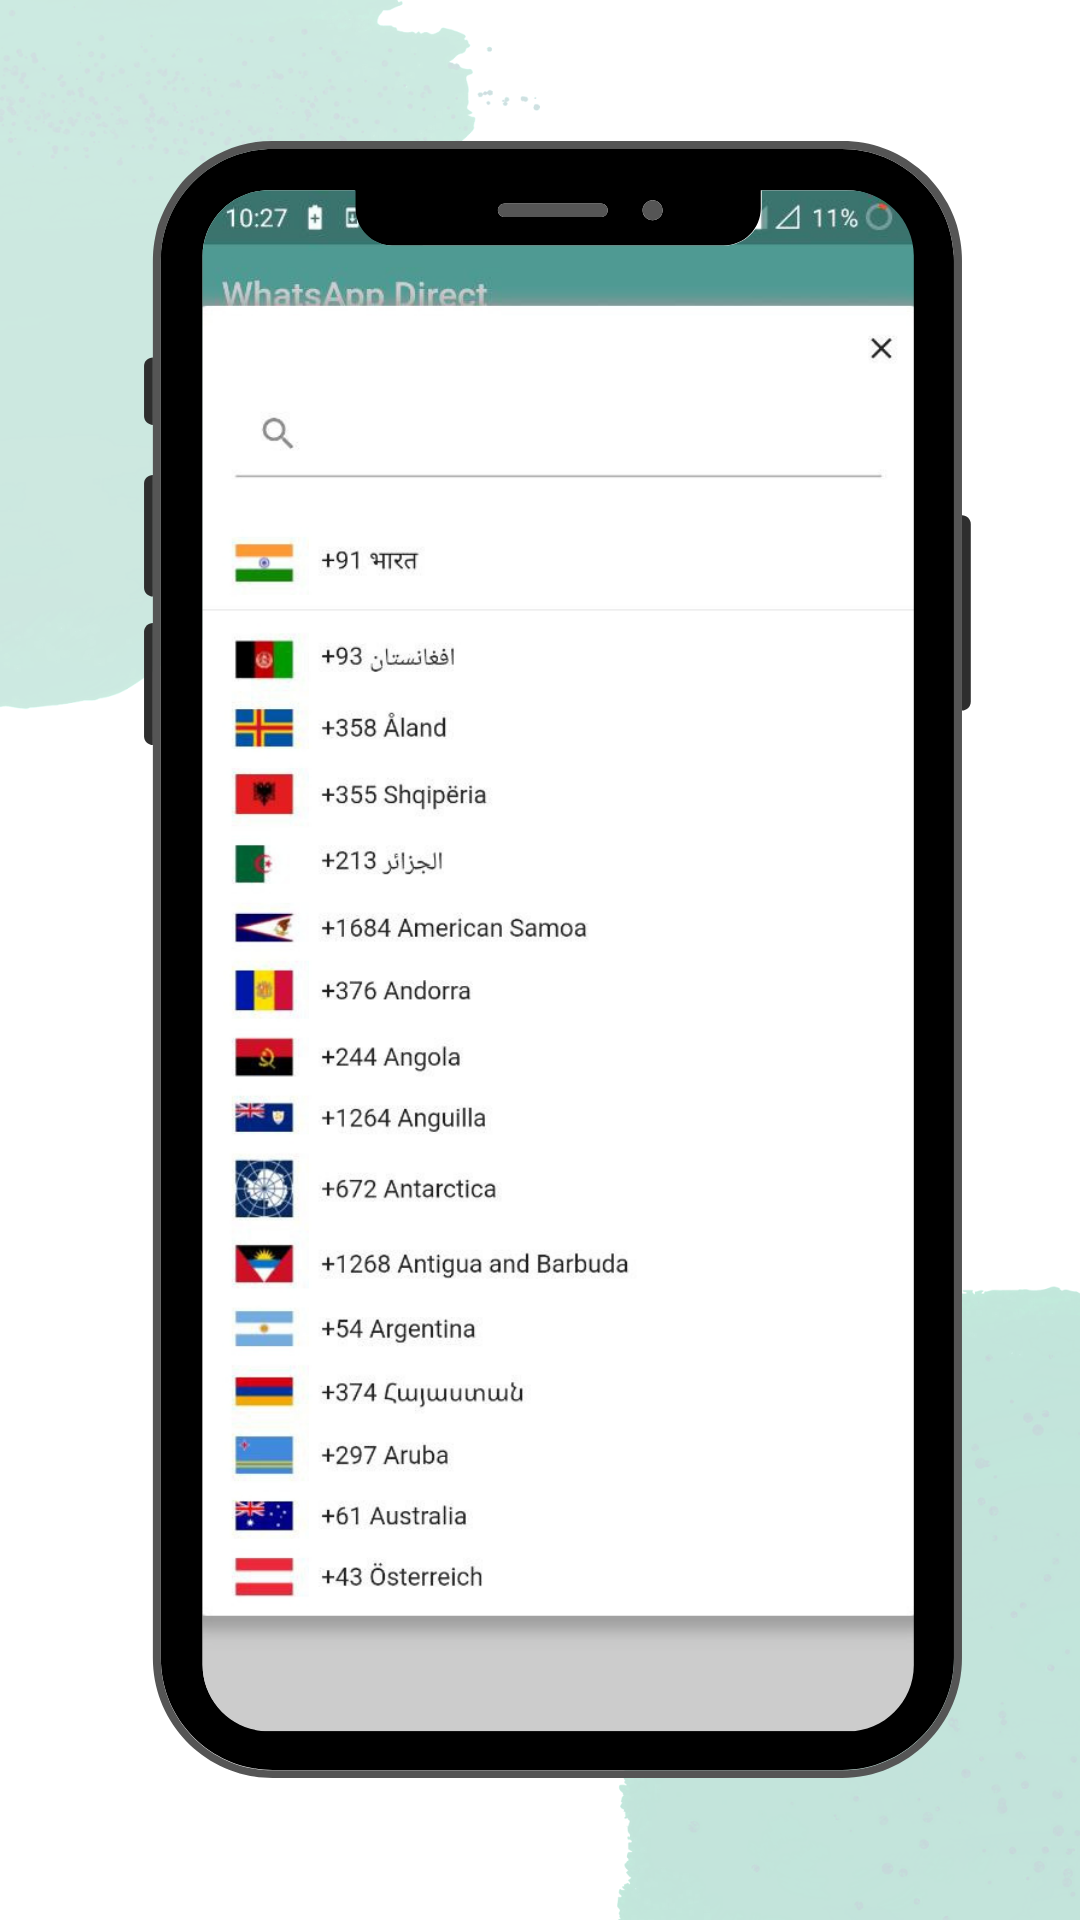 10:27 11%
WhatsApp Direct
+91 भारत
+93 افغانستان
+358 Åland
+355 Shqipëria
+213 الجزائر
+1684 American Samoa
+376 Andorra
+244 Angola
+1264 Anguilla
+672 Antarctica
+1268 Antigua and Barbuda
+54 Argentina
+374 Հայաստան
+297 Aruba
+61 Australia
+43 Österreich